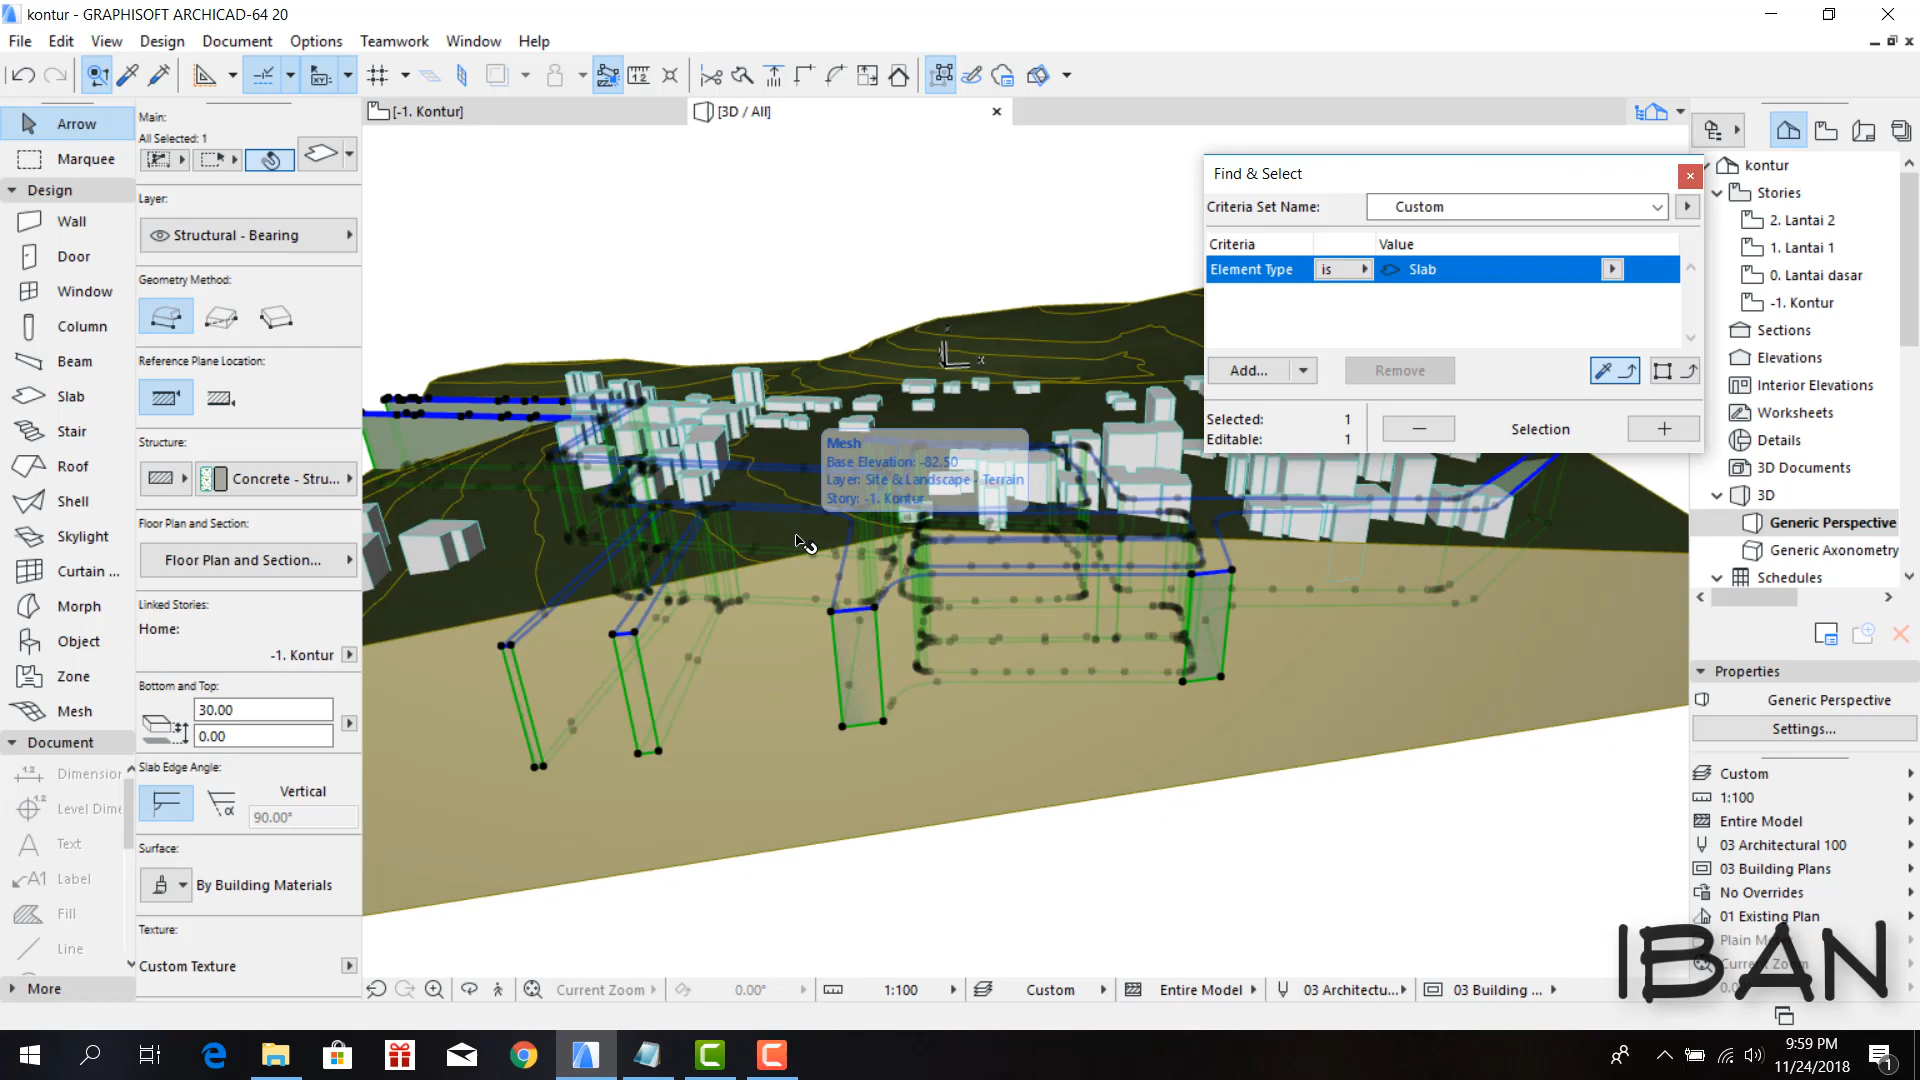 kontur - GRAPHISOFT ARCHICAD-64 20
File Edit View Design Document Options Teamwork Window Help
[-1. Kontur]
[3D / All]
Arrow
Marquee
Design
Wall
Door
Window
Column
Beam
Slab
Stair
Roof
Shell
Skylight
Curtain ...
Morph
Object
Zone
Mesh
Document
Dimension
Level Dime
Text
A1 Label
Fill
Line
More
Main:
All Selected: 1
Layer:
Structural - Bearing
Geometry Method:
Reference Plane Location:
Structure:
Concrete - Stru...
Floor Plan and Section:
Floor Plan and Section...
Linked Stories:
Home:
-1. Kontur
Bottom and Top:
30.00
0.00
Slab Edge Angle:
Vertical
90.00°
Surface:
By Building Materials
Texture:
Custom Texture
Mesh
Base Elevation: -82.50
Layer: Site & Landscape - Terrain
Story: -1. Kontur
Find & Select
Criteria Set Name:
Custom
Criteria Value
Element Type is Slab
Add... Remove
Selected: 1
Editable: 1
Selection
kontur
Stories
2. Lantai 2
1. Lantai 1
0. Lantai dasar
-1. Kontur
Sections
Elevations
Interior Elevations
Worksheets
Details
3D Documents
3D
Generic Perspective
Generic Axonometry
Schedules
Properties
Generic Perspective
Settings...
Custom
1:100
Entire Model
03 Architectural 100
03 Building Plans
No Overrides
01 Existing Plan
Plain
Current Zoom
IBAN
Current Zoom 0.00° 1:100 Custom Entire Model 03 Architectu... 03 Building ...
9:59 PM
11/24/2018
1